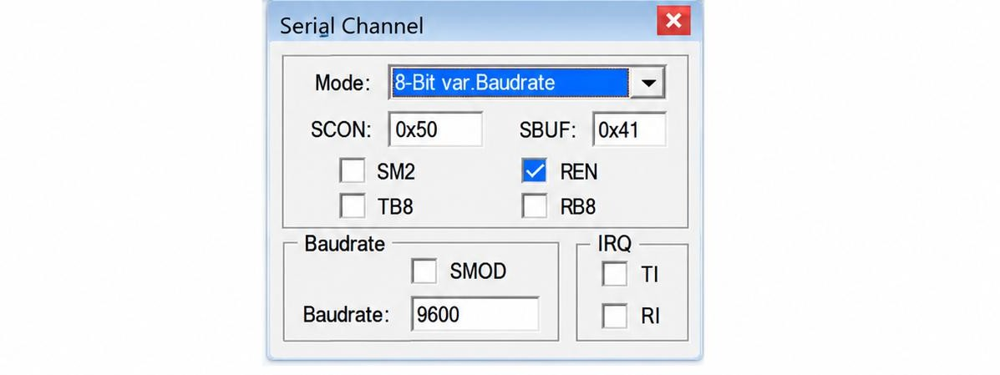 Serial Channel
Mode: 8-Bit var.Baudrate
SCON: 0x50 SBUF: 0x41
SM2 REN
TB8 RB8
Baudrate
SMOD
Baudrate: 9600
IRQ
TI
RI